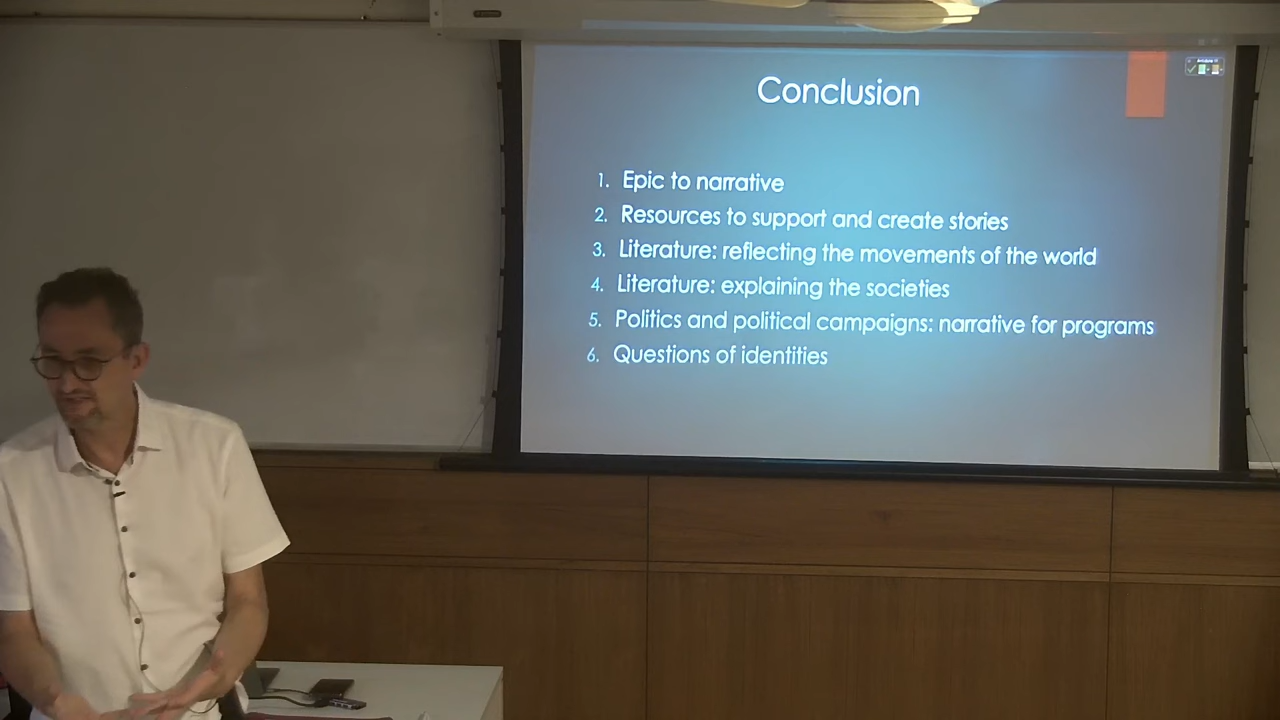 Conclusion
1. Epic to narrative
2. Resources to support and create stories
3. Literature: reflecting the movements of the world
4. Literature: explaining the societies
5. Politics and political campaigns: narrative for programs
6. Questions of identities